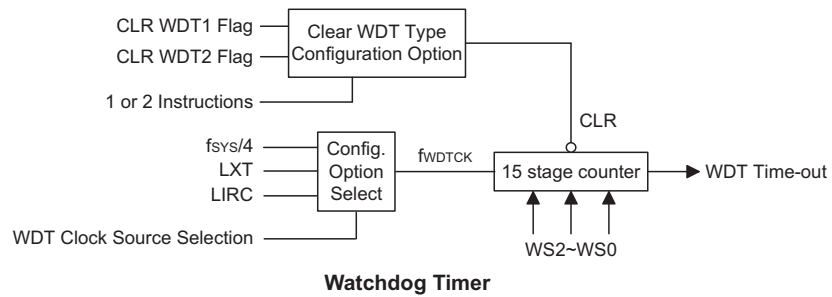 CLR WDT1 Flag
CLR WDT2 Flag
Clear WDT Type
Configuration Option
1 or 2 Instructions
CLR
fSYS/4
LXT
LIRC
Config.
Option
Select
fWDTCK
15 stage counter
WDT Time-out
WDT Clock Source Selection
WS2~WS0
Watchdog Timer